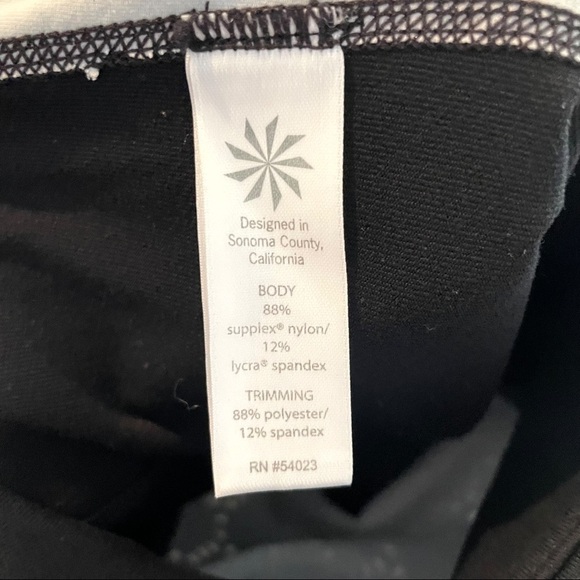 Designed in
Sonoma County,
California
BODY
88%
supplex® nylon/
12%
lycra® spandex
TRIMMING
88% polyester/
12% spandex
RN #54023